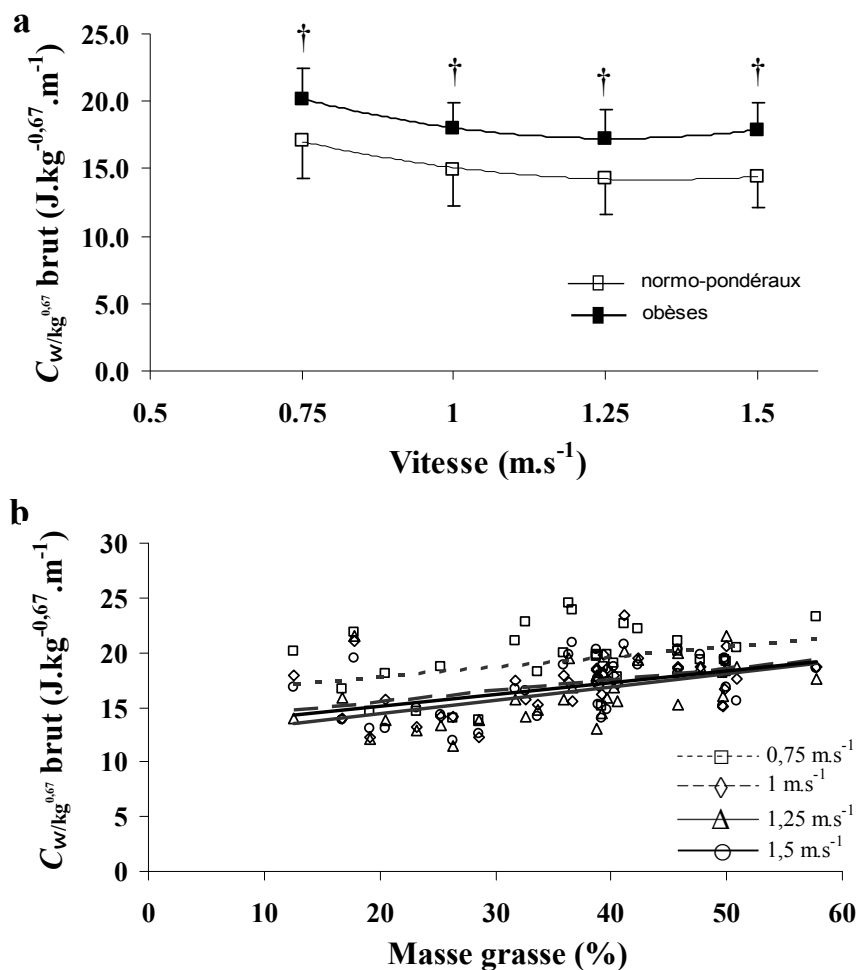 a
C_w/kg^0,67 brut (J.kg^-0,67.m^-1)
25.0
20.0
15.0
10.0
5.0
0.0
† † † †
normo-pondéraux
obèses
0.5 0.75 1 1.25 1.5
Vitesse (m.s^-1)
b
C_w/kg^0,67 brut (J.kg^-0,67.m^-1)
30
25
20
15
10
5
0
0,75 m.s^-1
1 m.s^-1
1,25 m.s^-1
1,5 m.s^-1
0 10 20 30 40 50 60
Masse grasse (%)